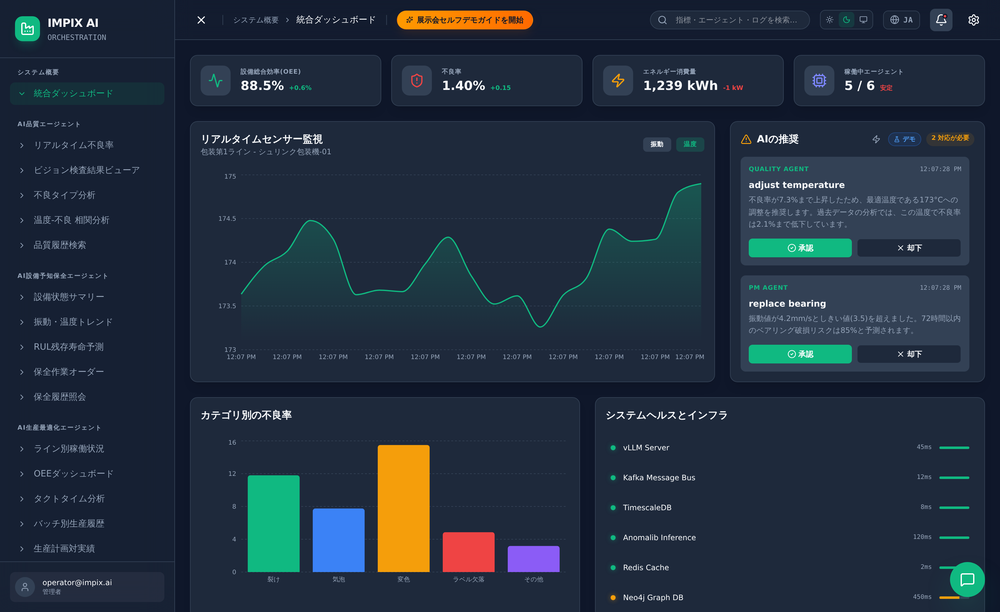 IMPIX AI
ORCHESTRATION
システム概要
統合ダッシュボード
AI品質エージェント
リアルタイム不良率
ビジョン検査結果ビューア
不良タイプ分析
温度-不良 相関分析
品質履歴検索
AI設備予知保全エージェント
設備状態サマリー
振動・温度トレンド
RUL残存寿命予測
保全作業オーダー
保全履歴照会
AI生産最適化エージェント
ライン別稼働状況
OEEダッシュボード
タクトタイム分析
バッチ別生産履歴
生産計画対実績
operator@impix.ai
管理者
システム概要 統合ダッシュボード 展示会セルフデモガイドを開始 指標・エージェント・ログを検索... JA
設備総合効率(OEE)
88.5% +0.6%
不良率
1.40% +0.15
エネルギー消費量
1,239 kWh -1 kW
稼働中エージェント
5 / 6 安定
リアルタイムセンサー監視
包装第1ライン - シュリンク包装機-01
振動 温度
175
174.5
174
173.5
173
12:07 PM 12:07 PM 12:07 PM 12:07 PM 12:07 PM 12:07 PM 12:07 PM 12:07 PM 12:07 PM 12:07 PM 12:07 PM
AIの推奨 デモ 2 対応が必要
QUALITY AGENT 12:07:28 PM
adjust temperature
不良率が7.3%まで上昇したため、最適温度である173°Cへの
調整を推奨します。過去データの分析では、この温度で不良率
は2.1%まで低下しています。
承認 却下
PM AGENT 12:07:28 PM
replace bearing
振動値が4.2mm/sとしきい値(3.5)を超えました。72時間以内
のベアリング破損リスクは85%と予測されます。
承認 却下
カテゴリ別の不良率
16
12
8
4
0
裂け 気泡 変色 ラベル欠落 その他
システムヘルスとインフラ
vLLM Server 45ms
Kafka Message Bus 12ms
TimescaleDB 8ms
Anomalib Inference 120ms
Redis Cache 2ms
Neo4j Graph DB 450ms